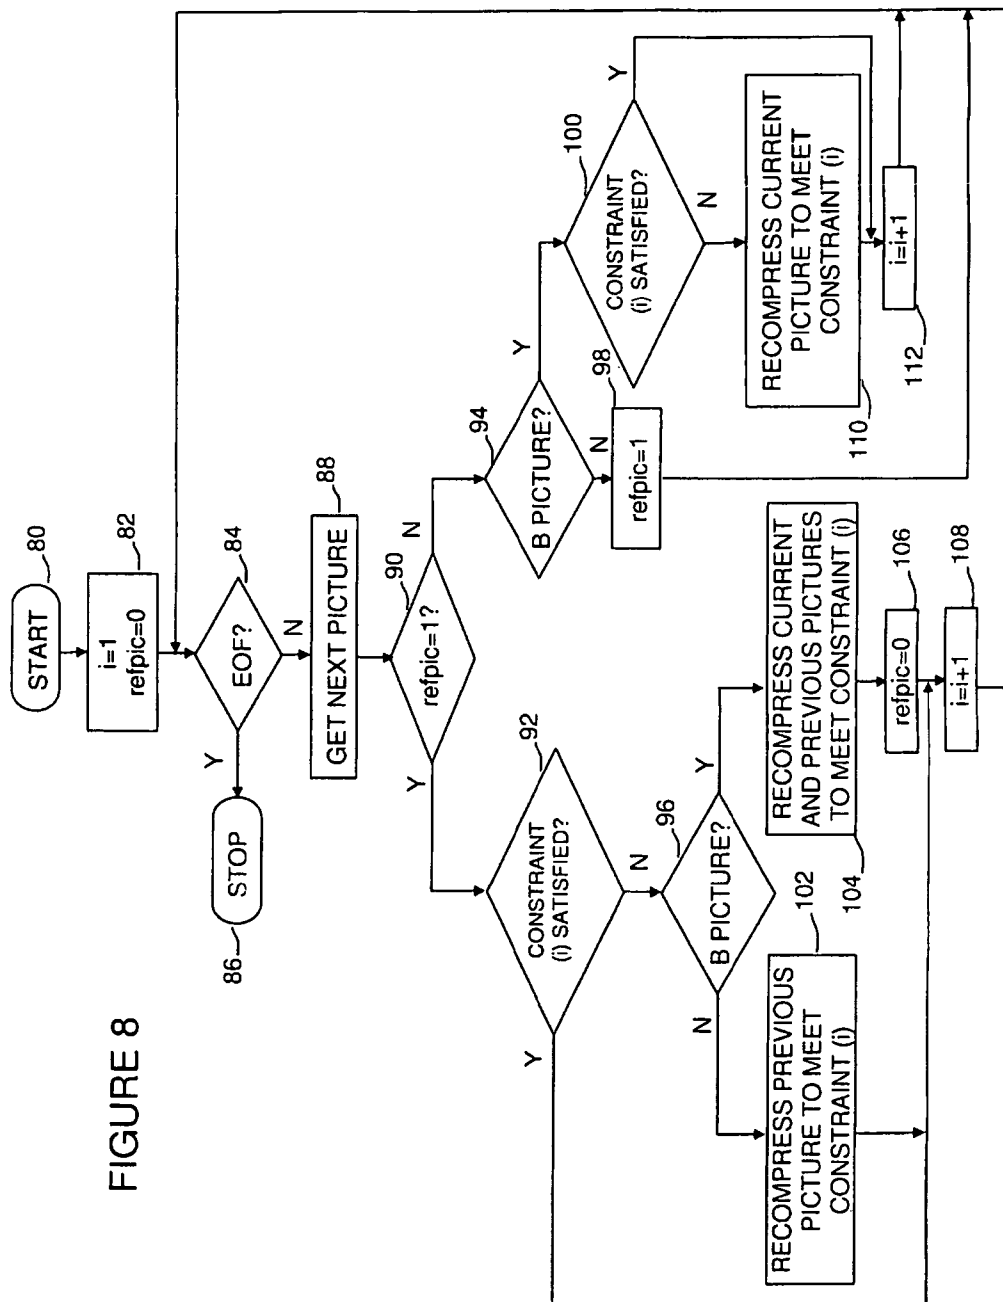 FIGURE 8
START
80
i=1
refpic=0
82
EOF?
84
Y
N
STOP
86
GET NEXT PICTURE
88
refpic=1?
90
Y
N
CONSTRAINT
(i) SATISFIED?
92
Y
N
B PICTURE?
94
Y
N
B PICTURE?
96
N
Y
refpic=1
98
CONSTRAINT
(i) SATISFIED?
100
Y
N
RECOMPRESS PREVIOUS
PICTURE TO MEET
CONSTRAINT (i)
102
RECOMPRESS CURRENT
AND PREVIOUS PICTURES
TO MEET CONSTRAINT (i)
104
refpic=0
106
i=i+1
108
RECOMPRESS CURRENT
PICTURE TO MEET
CONSTRAINT (i)
110
i=i+1
112